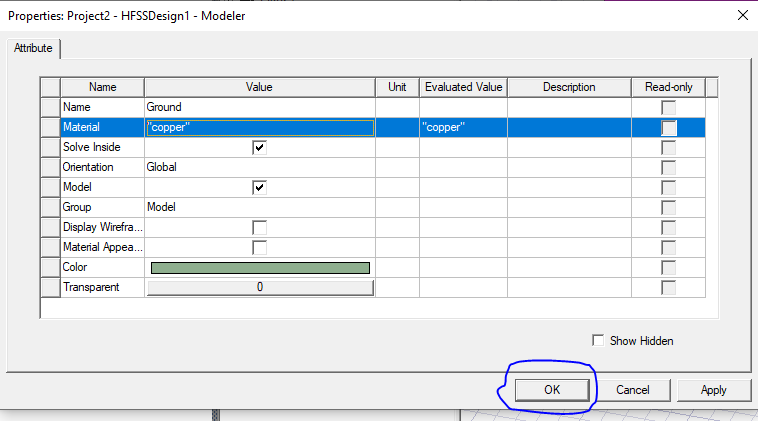 Properties: Project2 - HFSSDesign1 - Modeler
Attribute
Name Value Unit Evaluated Value Description Read-only
Name Ground
Material "copper" "copper"
Solve Inside
Orientation Global
Model
Group Model
Display Wirefra...
Material Appea...
Color
Transparent 0
Show Hidden
OK Cancel Apply